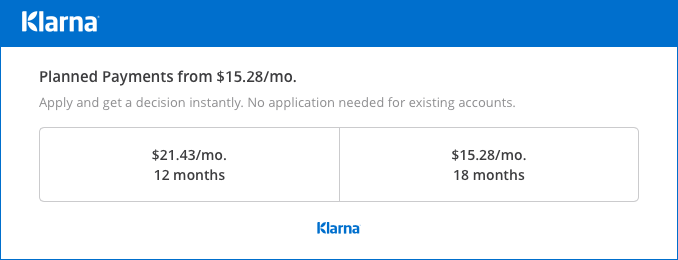 Klarna
Planned Payments from $15.28/mo.
Apply and get a decision instantly. No application needed for existing accounts.
$21.43/mo.
12 months
$15.28/mo.
18 months
Klarna